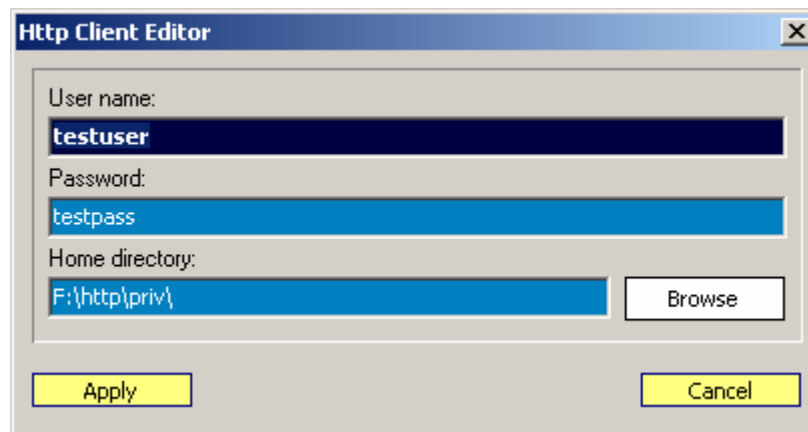 Http Client Editor
User name:
testuser
Password:
testpass
Home directory:
F:\http\priv\
Browse
Apply
Cancel